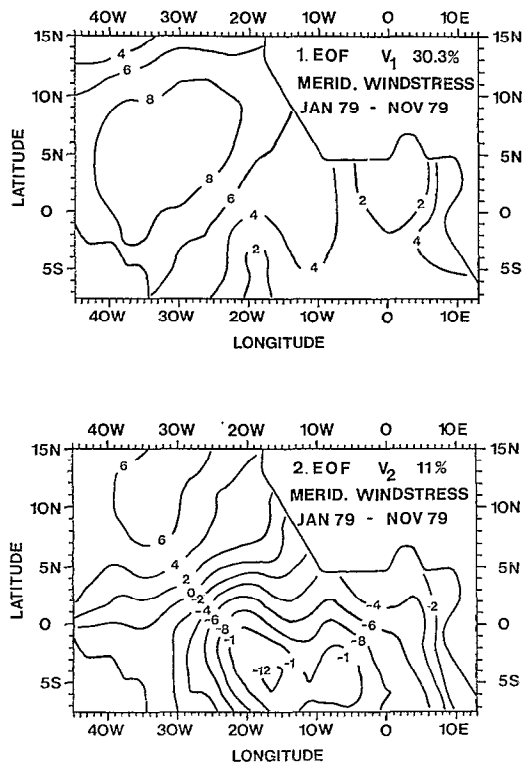 40W 30W 20W 10W 0 10E
15N 4 1. EOF V1 30.3% 15N
6 MERID. WINDSTRESS
10N 8 JAN 79 - NOV 79 10N
LATITUDE
5N 8 5N
6 2 2
0 4 0
4
2
5S 4 5S
40W 30W 20W 10W 0 10E
LONGITUDE
40W 30W 20W 10W 0 10E
15N 6 2. EOF V2 11% 15N
MERID. WINDSTRESS
10N JAN 79 - NOV 79 10N
LATITUDE
6
5N 4 5N
2
0
-2 -4 -2
-4
-6 -6
0 -8 0
-1 -8
-12 -1 -1
5S 5S
40W 30W 20W 10W 0 10E
LONGITUDE